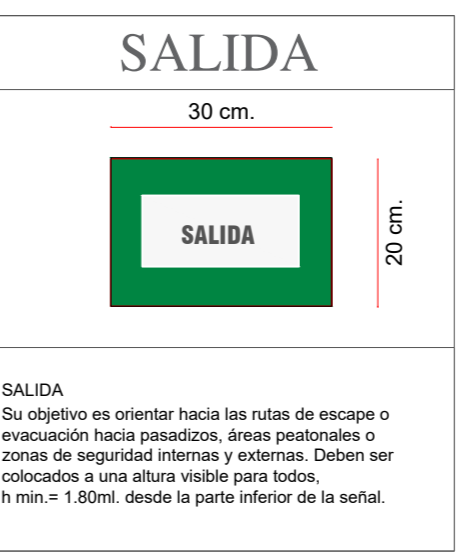 SALIDA
30 cm.
SALIDA
20 cm.
SALIDA
Su objetivo es orientar hacia las rutas de escape o
evacuación hacia pasadizos, áreas peatonales o
zonas de seguridad internas y externas. Deben ser
colocados a una altura visible para todos,
h min.= 1.80ml. desde la parte inferior de la señal.